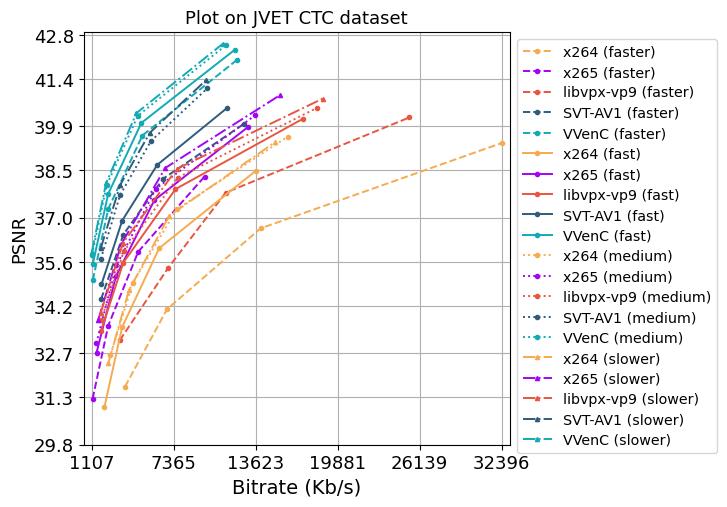 Plot on JVET CTC dataset
42.8
41.4
39.9
38.5
37.0
35.6
34.2
32.7
31.3
29.8
PSNR
1107 7365 13623 19881 26139 32396
Bitrate (Kb/s)
x264 (faster)
x265 (faster)
libvpx-vp9 (faster)
SVT-AV1 (faster)
VVenC (faster)
x264 (fast)
x265 (fast)
libvpx-vp9 (fast)
SVT-AV1 (fast)
VVenC (fast)
x264 (medium)
x265 (medium)
libvpx-vp9 (medium)
SVT-AV1 (medium)
VVenC (medium)
x264 (slower)
x265 (slower)
libvpx-vp9 (slower)
SVT-AV1 (slower)
VVenC (slower)